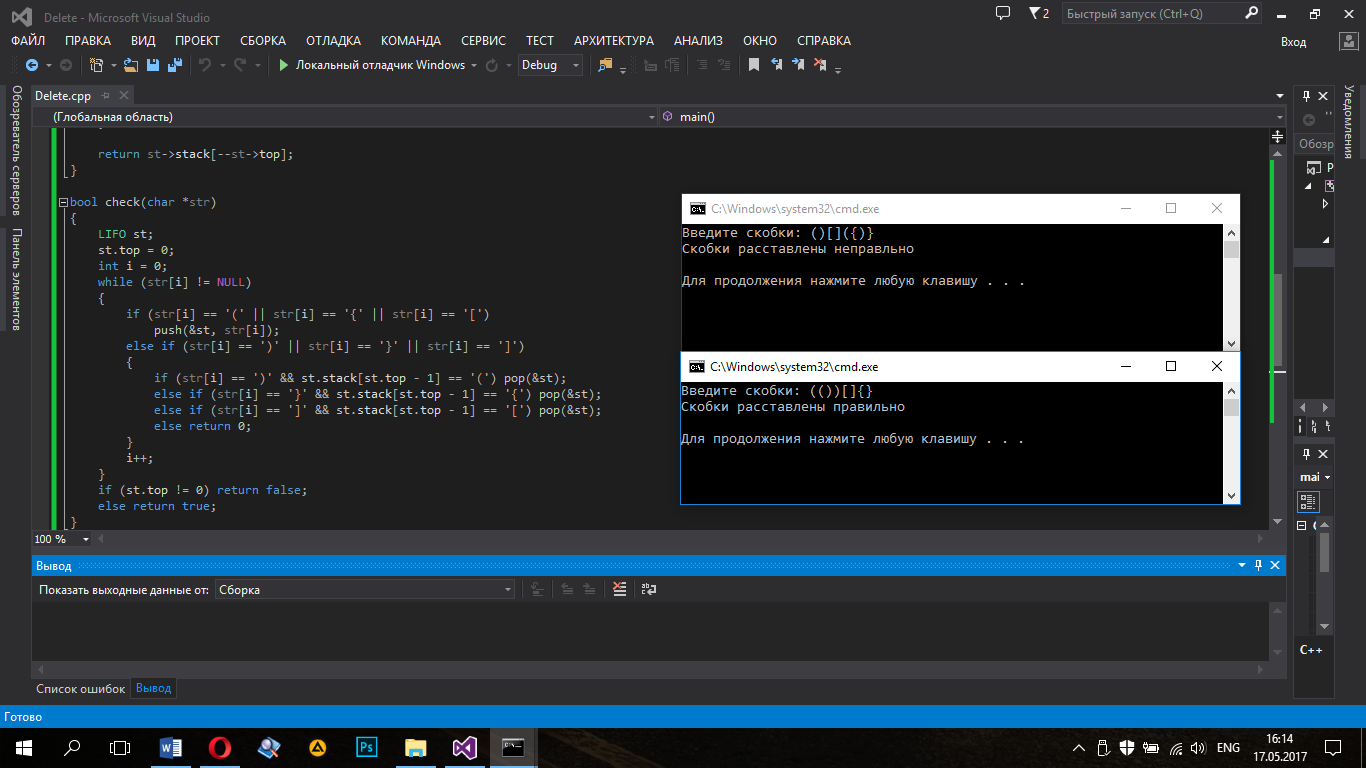 Delete - Microsoft Visual Studio
2
Быстрый запуск (Ctrl+Q)
ФАЙЛ ПРАВКА ВИД ПРОЕКТ СБОРКА ОТЛАДКА КОМАНДА СЕРВИС ТЕСТ АРХИТЕКТУРА АНАЛИЗ ОКНО СПРАВКА
Вход
Локальный отладчик Windows
Debug
Обозреватель серверов
Панель элементов
Delete.cpp
(Глобальная область)
main()
return st->stack[--st->top];
}
bool check(char *str)
{
LIFO st;
st.top = 0;
int i = 0;
while (str[i] != NULL)
{
if (str[i] == '(' || str[i] == '{' || str[i] == '[')
push(&st, str[i]);
else if (str[i] == ')' || str[i] == '}' || str[i] == ']')
{
if (str[i] == ')' && st.stack[st.top - 1] == '(') pop(&st);
else if (str[i] == '}' && st.stack[st.top - 1] == '{') pop(&st);
else if (str[i] == ']' && st.stack[st.top - 1] == '[') pop(&st);
else return 0;
}
i++;
}
if (st.top != 0) return false;
else return true;
}
100 %
C:\Windows\system32\cmd.exe
Введите скобки: ()[]({)}
Скобки расставлены неправльно
Для продолжения нажмите любую клавишу . . .
C:\Windows\system32\cmd.exe
Введите скобки: (())[]{}
Скобки расставлены правильно
Для продолжения нажмите любую клавишу . . .
Уведомления
Обозр
mai
C++
Вывод
Показать выходные данные от: Сборка
Список ошибок Вывод
Готово
Ps
ENG
16:14
17.05.2017